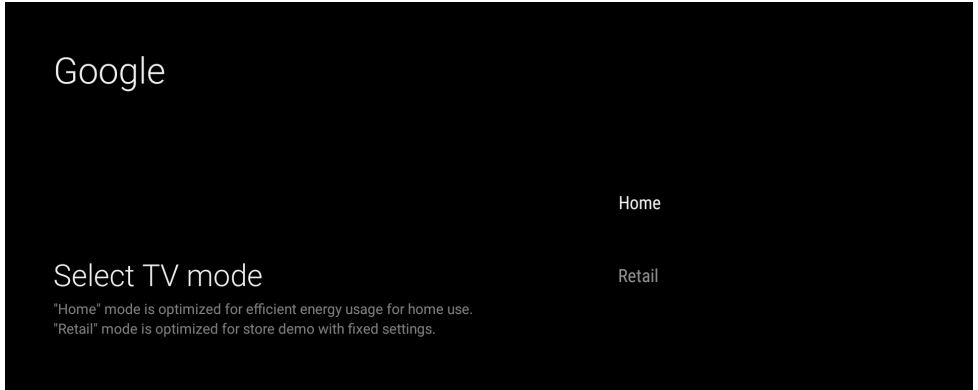 Google
Home
Select TV mode
Retail
"Home" mode is optimized for efficient energy usage for home use.
"Retail" mode is optimized for store demo with fixed settings.